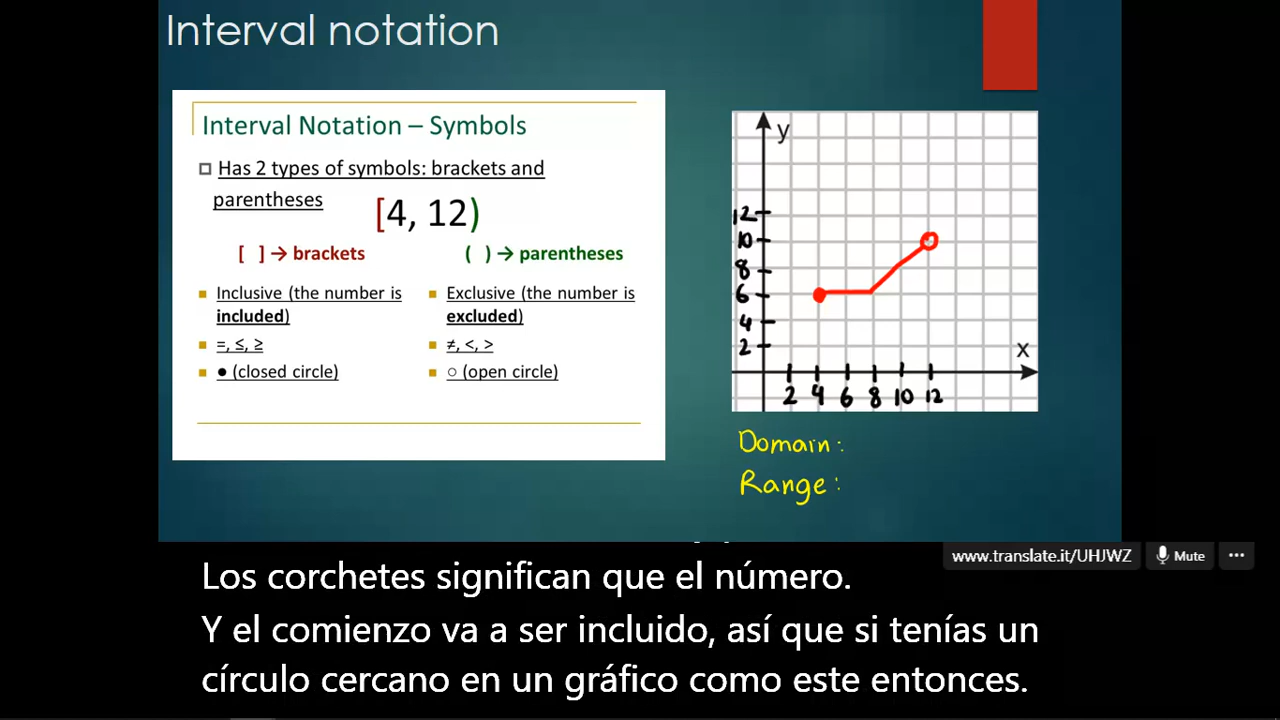 Interval notation
Interval Notation – Symbols
Has 2 types of symbols: brackets and
parentheses
[4, 12)
[ ] → brackets
( ) → parentheses
Inclusive (the number is
included)
=, ≤, ≥
● (closed circle)
Exclusive (the number is
excluded)
≠, <, >
○ (open circle)
y
12
10
8
6
4
2
x
2 4 6 8 10 12
Domain:
Range:
www.translate.it/UHJWZ
Mute
Los corchetes significan que el número.
Y el comienzo va a ser incluido, así que si tenías un
círculo cercano en un gráfico como este entonces.